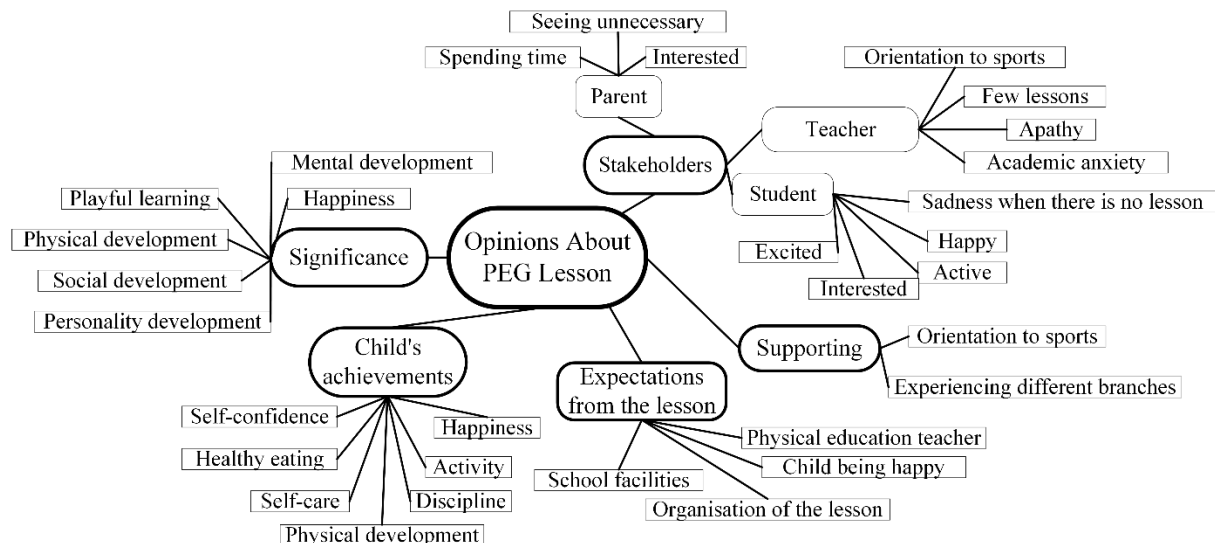 Seeing unnecessary
Spending time
Interested
Parent
Orientation to sports
Few lessons
Teacher
Apathy
Academic anxiety
Stakeholders
Student
Sadness when there is no lesson
Happy
Active
Interested
Excited
Mental development
Happiness
Playful learning
Physical development
Social development
Personality development
Significance
Opinions About
PEG Lesson
Supporting
Orientation to sports
Experiencing different branches
Child's
achievements
Self-confidence
Healthy eating
Self-care
Physical development
Discipline
Activity
Happiness
Expectations
from the lesson
Physical education teacher
Child being happy
School facilities
Organisation of the lesson